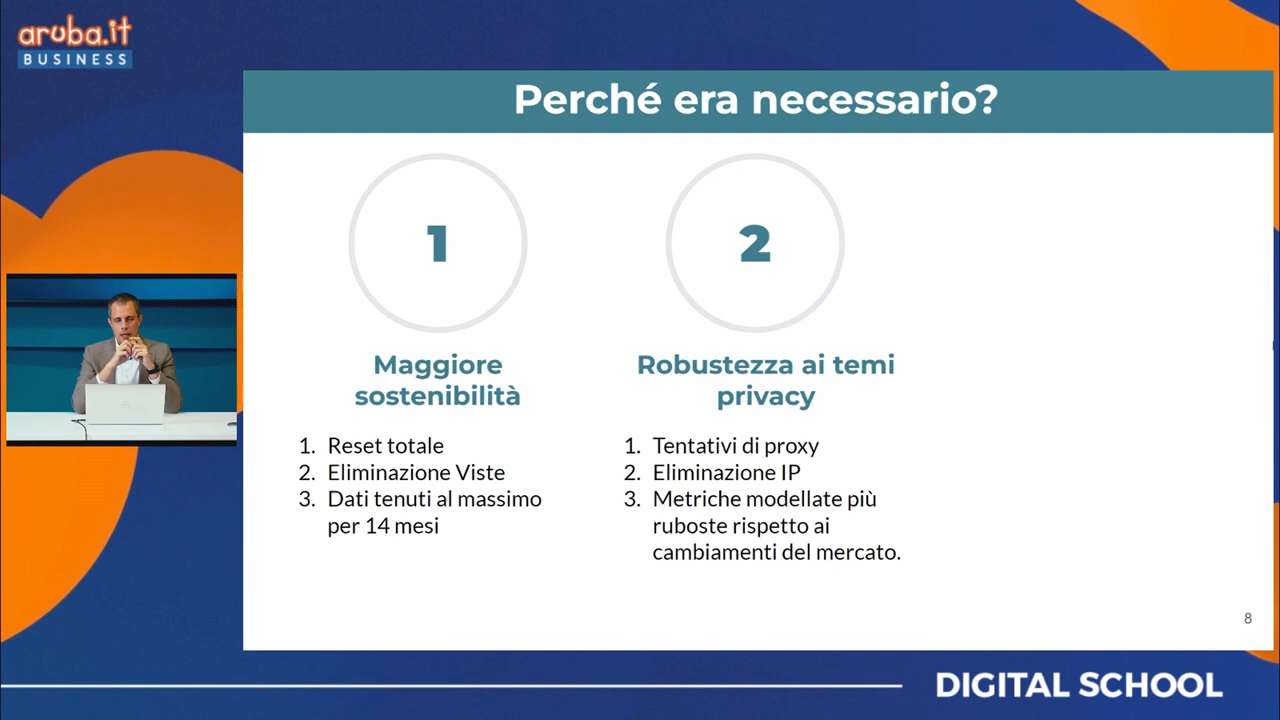 aruba.it
BUSINESS
Perché era necessario?
1
Maggiore
sostenibilità
1. Reset totale
2. Eliminazione Viste
3. Dati tenuti al massimo
per 14 mesi
2
Robustezza ai temi
privacy
1. Tentativi di proxy
2. Eliminazione IP
3. Metriche modellate più
ruboste rispetto ai
cambiamenti del mercato.
8
DIGITAL SCHOOL